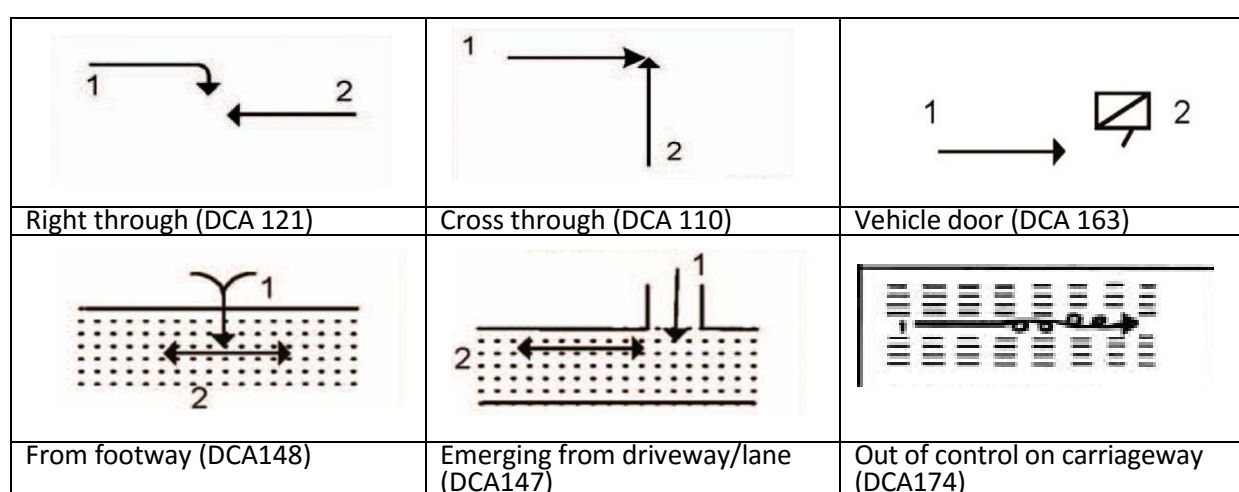 1
2
1
2
1
2
Right through (DCA 121)
Cross through (DCA 110)
Vehicle door (DCA 163)
1
2
1
2
1
From footway (DCA148)
Emerging from driveway/lane
(DCA147)
Out of control on carriageway
(DCA174)